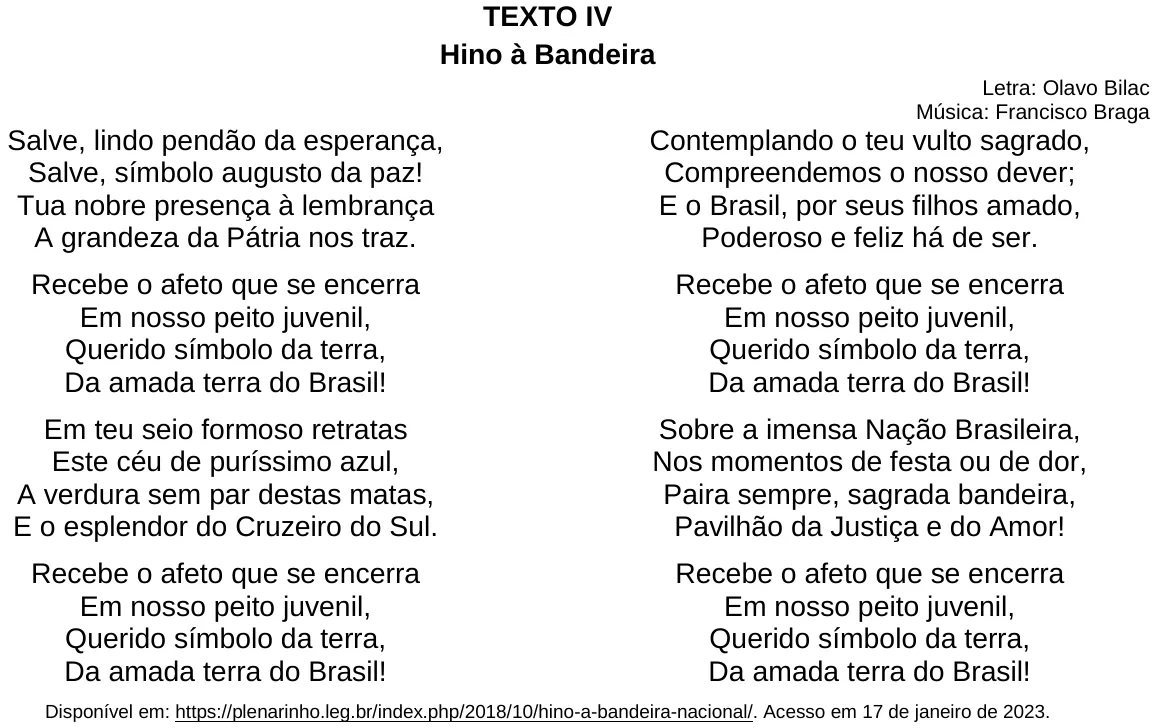 TEXTO IV
Hino à Bandeira
Letra: Olavo Bilac
Música: Francisco Braga
Salve, lindo pendão da esperança,
Salve, símbolo augusto da paz!
Tua nobre presença à lembrança
A grandeza da Pátria nos traz.
Recebe o afeto que se encerra
Em nosso peito juvenil,
Querido símbolo da terra,
Da amada terra do Brasil!
Em teu seio formoso retratas
Este céu de puríssimo azul,
A verdura sem par destas matas,
E o esplendor do Cruzeiro do Sul.
Recebe o afeto que se encerra
Em nosso peito juvenil,
Querido símbolo da terra,
Da amada terra do Brasil!
Contemplando o teu vulto sagrado,
Compreendemos o nosso dever;
E o Brasil, por seus filhos amado,
Poderoso e feliz há de ser.
Recebe o afeto que se encerra
Em nosso peito juvenil,
Querido símbolo da terra,
Da amada terra do Brasil!
Sobre a imensa Nação Brasileira,
Nos momentos de festa ou de dor,
Paira sempre, sagrada bandeira,
Pavilhão da Justiça e do Amor!
Recebe o afeto que se encerra
Em nosso peito juvenil,
Querido símbolo da terra,
Da amada terra do Brasil!
Disponível em: https://plenarinho.leg.br/index.php/2018/10/hino-a-bandeira-nacional/. Acesso em 17 de janeiro de 2023.